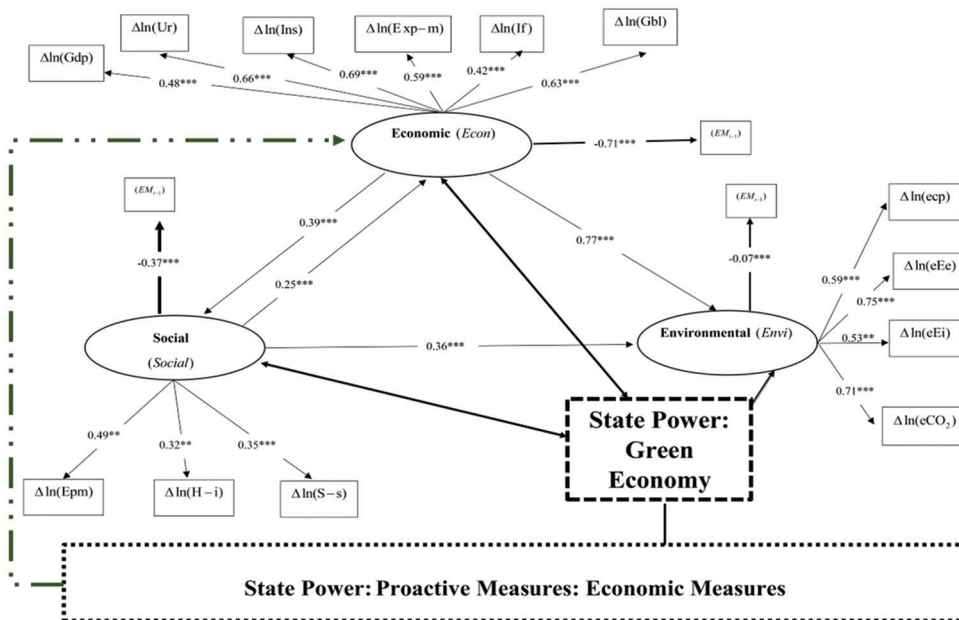 Δln(Gdp)
Δln(Ur)
Δln(Ins)
Δln(Exp−m)
Δln(If)
Δln(Gbl)
0.48***
0.66***
0.69***
0.59***
0.42***
0.63***
Economic (Econ)
-0.71***
(EMₜ₋₁)
(EMₜ₋₁)
-0.37***
0.39***
0.25***
0.77***
(EMₜ₋₁)
-0.07***
Social
(Social)
0.36***
Environmental (Envi)
Δln(ecp)
Δln(eEe)
Δln(eEi)
Δln(eCO₂)
0.59***
0.75***
0.53**
0.71***
0.49**
0.32**
0.35***
Δln(Epm)
Δln(H−i)
Δln(S−s)
State Power:
Green
Economy
State Power: Proactive Measures: Economic Measures